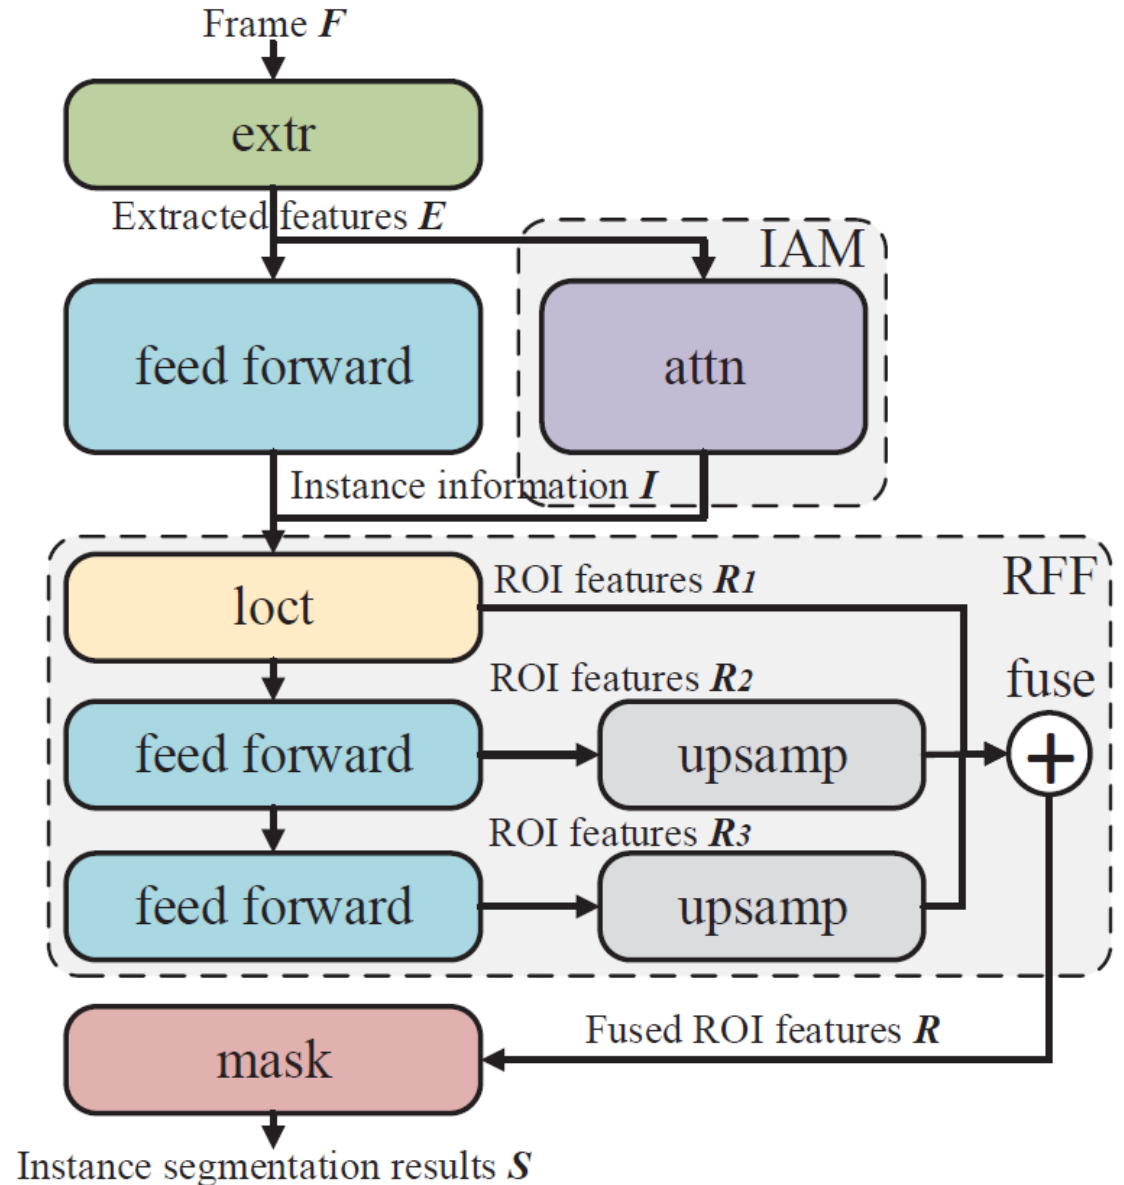 Frame F
extr
Extracted features E
IAM
feed forward
attn
Instance information I
RFF
loct
ROI features R1
ROI features R2
fuse
feed forward
upsamp
+
ROI features R3
feed forward
upsamp
Fused ROI features R
mask
Instance segmentation results S